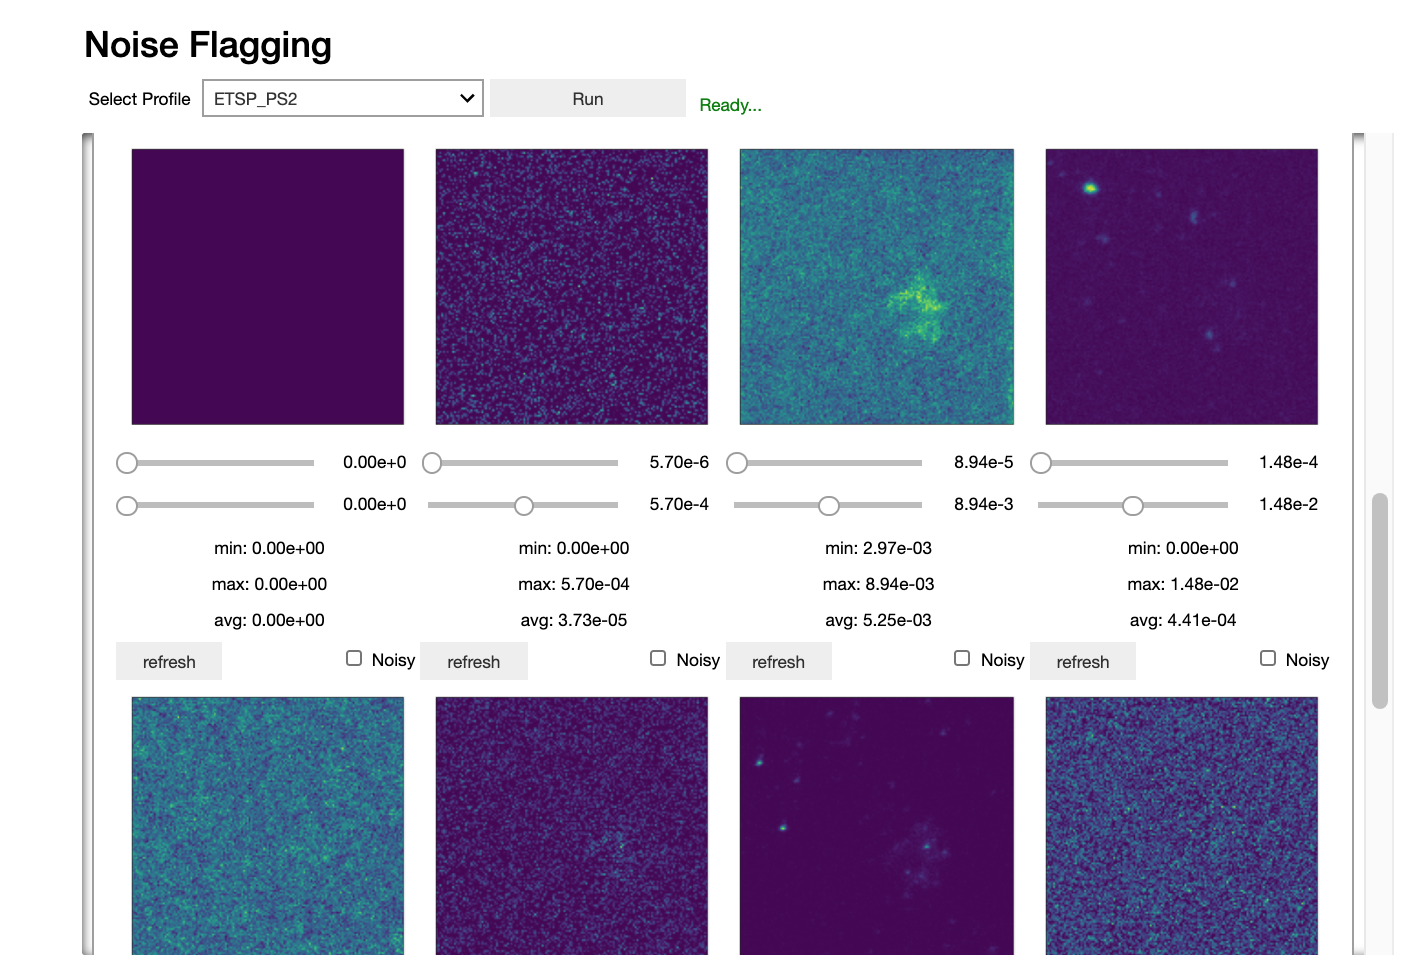 Noise Flagging
Select Profile ETSP_PS2 Run Ready...
0.00e+0 5.70e-6 8.94e-5 1.48e-4
0.00e+0 5.70e-4 8.94e-3 1.48e-2
min: 0.00e+00 min: 0.00e+00 min: 2.97e-03 min: 0.00e+00
max: 0.00e+00 max: 5.70e-04 max: 8.94e-03 max: 1.48e-02
avg: 0.00e+00 avg: 3.73e-05 avg: 5.25e-03 avg: 4.41e-04
refresh Noisy refresh Noisy refresh Noisy refresh Noisy